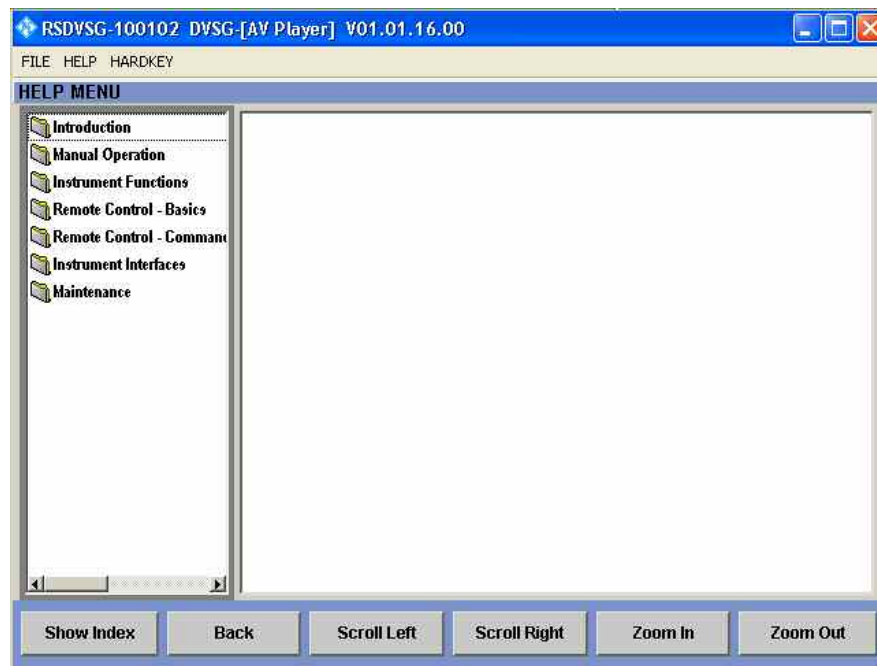 RSDVSG-100102 DVSG-[AV Player] V01.01.16.00
FILE HELP HARDKEY
HELP MENU
Introduction
Manual Operation
Instrument Functions
Remote Control - Basics
Remote Control - Comman
Instrument Interfaces
Maintenance
Show Index Back Scroll Left Scroll Right Zoom In Zoom Out